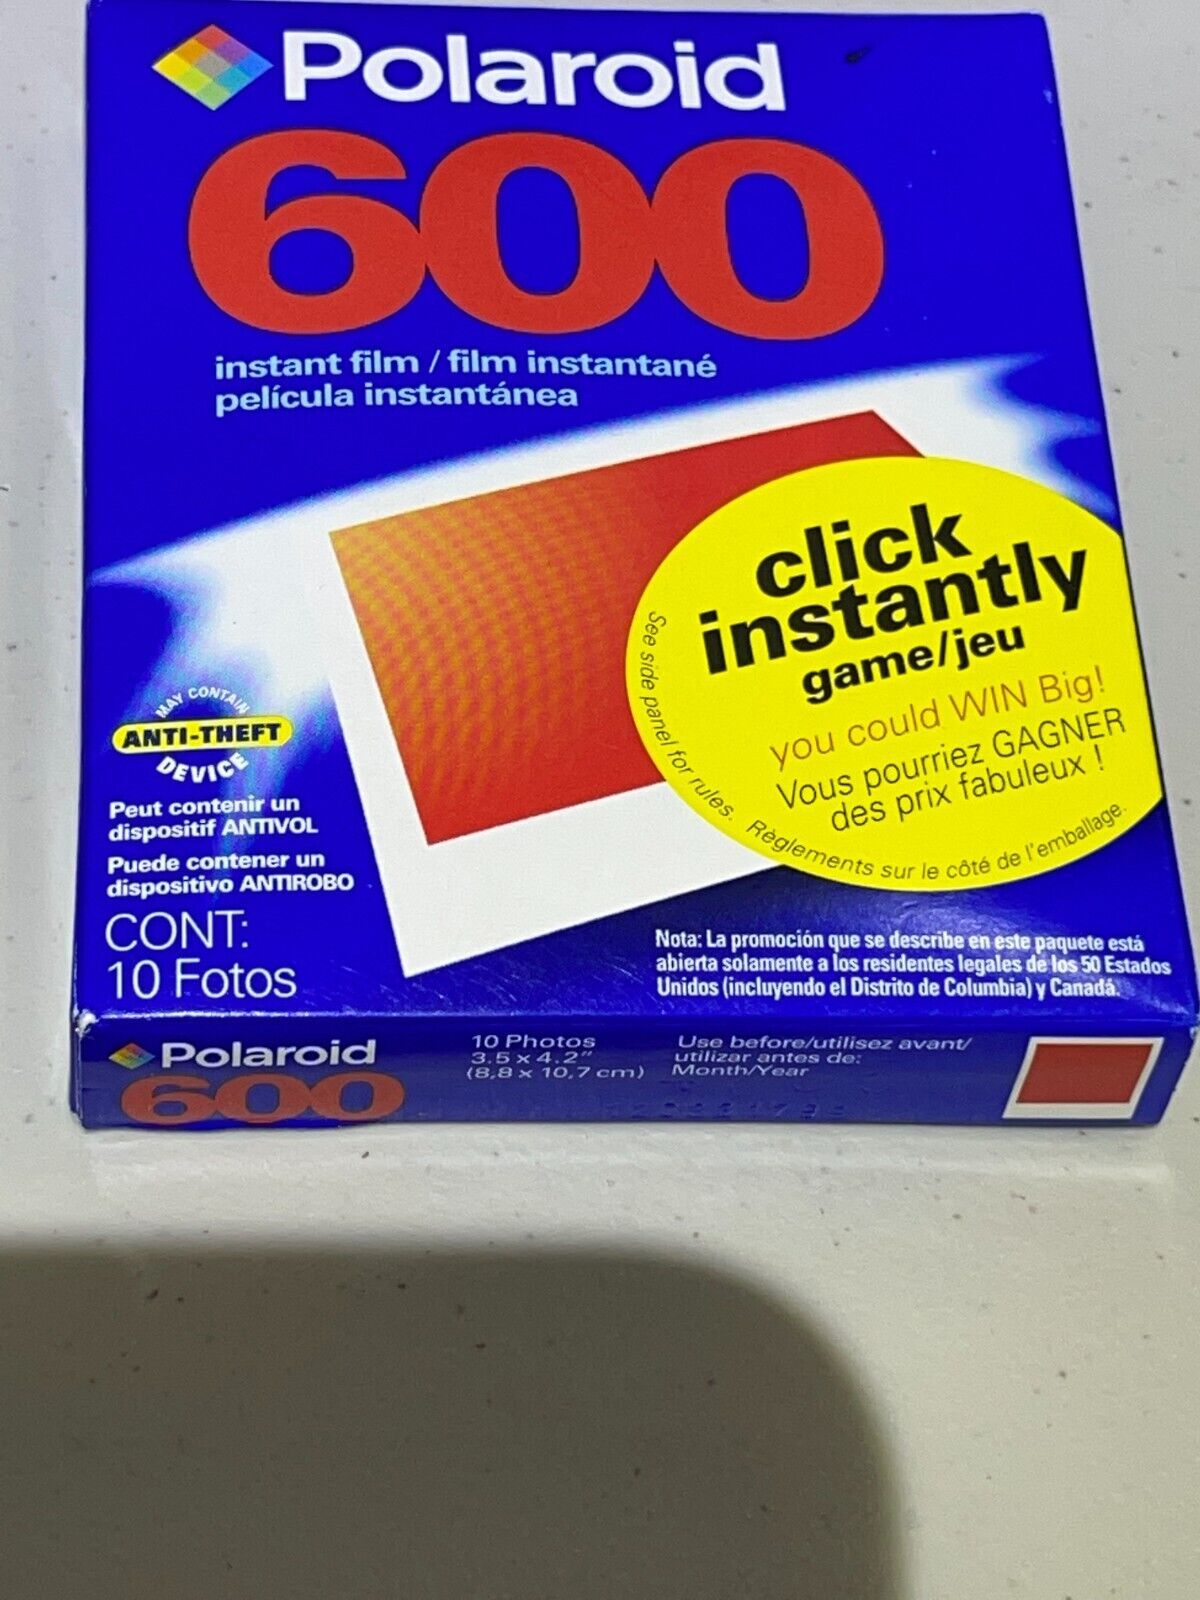 Polaroid
600
instant film / film instantané
película instantánea
click
instantly
game/jeu
you could WIN Big!
Vous pourriez GAGNER
des prix fabuleux !
See side panel for rules. Règlements sur le côté de l'emballage.
MAY CONTAIN
ANTI-THEFT
DEVICE
Peut contenir un
dispositif ANTIVOL
Puede contener un
dispositivo ANTIROBO
CONT:
10 Fotos
Nota: La promoción que se describe en este paquete está
abierta solamente a los residentes legales de los 50 Estados
Unidos (incluyendo el Distrito de Columbia) y Canadá.
Polaroid
600
10 Photos
3.5 x 4.2"
(8,8 x 10,7 cm)
Use before/utilisez avant/
utilizar antes de:
Month/Year